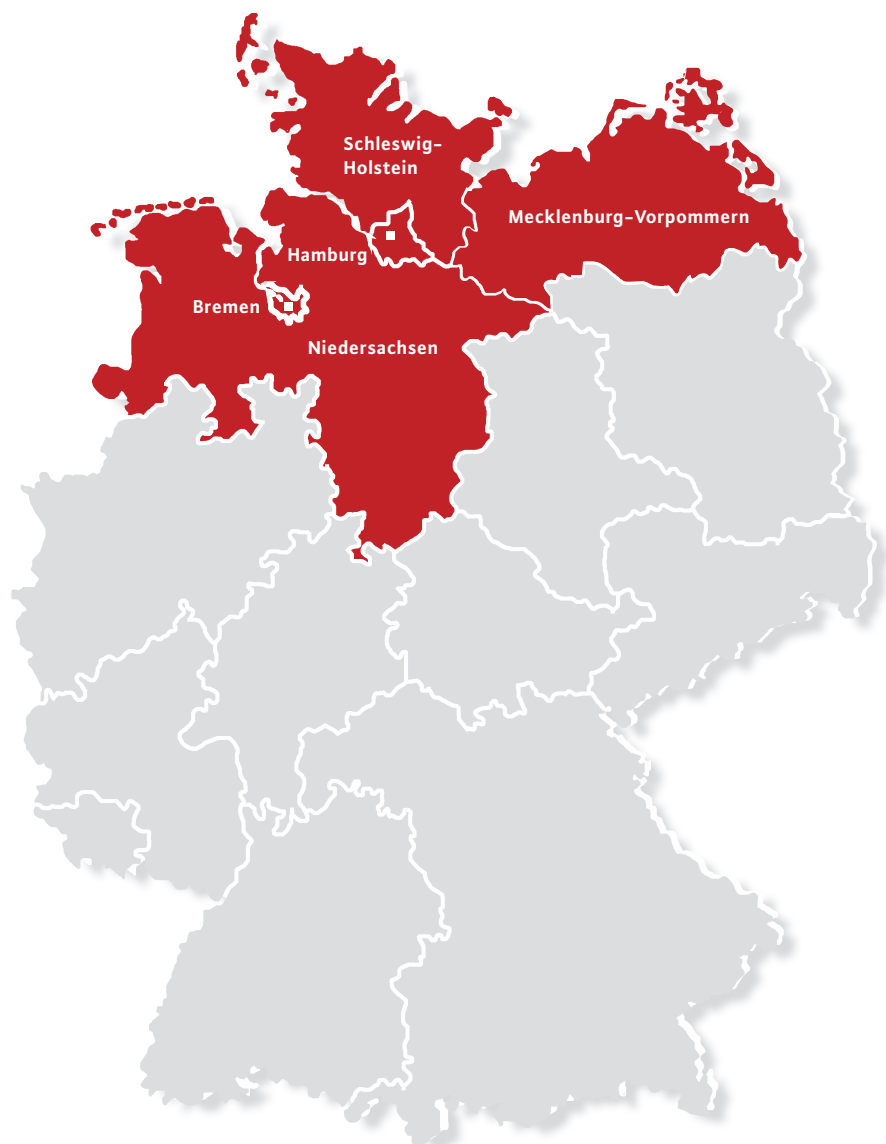 Schleswig-
Holstein
Mecklenburg-Vorpommern
Hamburg
Bremen
Niedersachsen